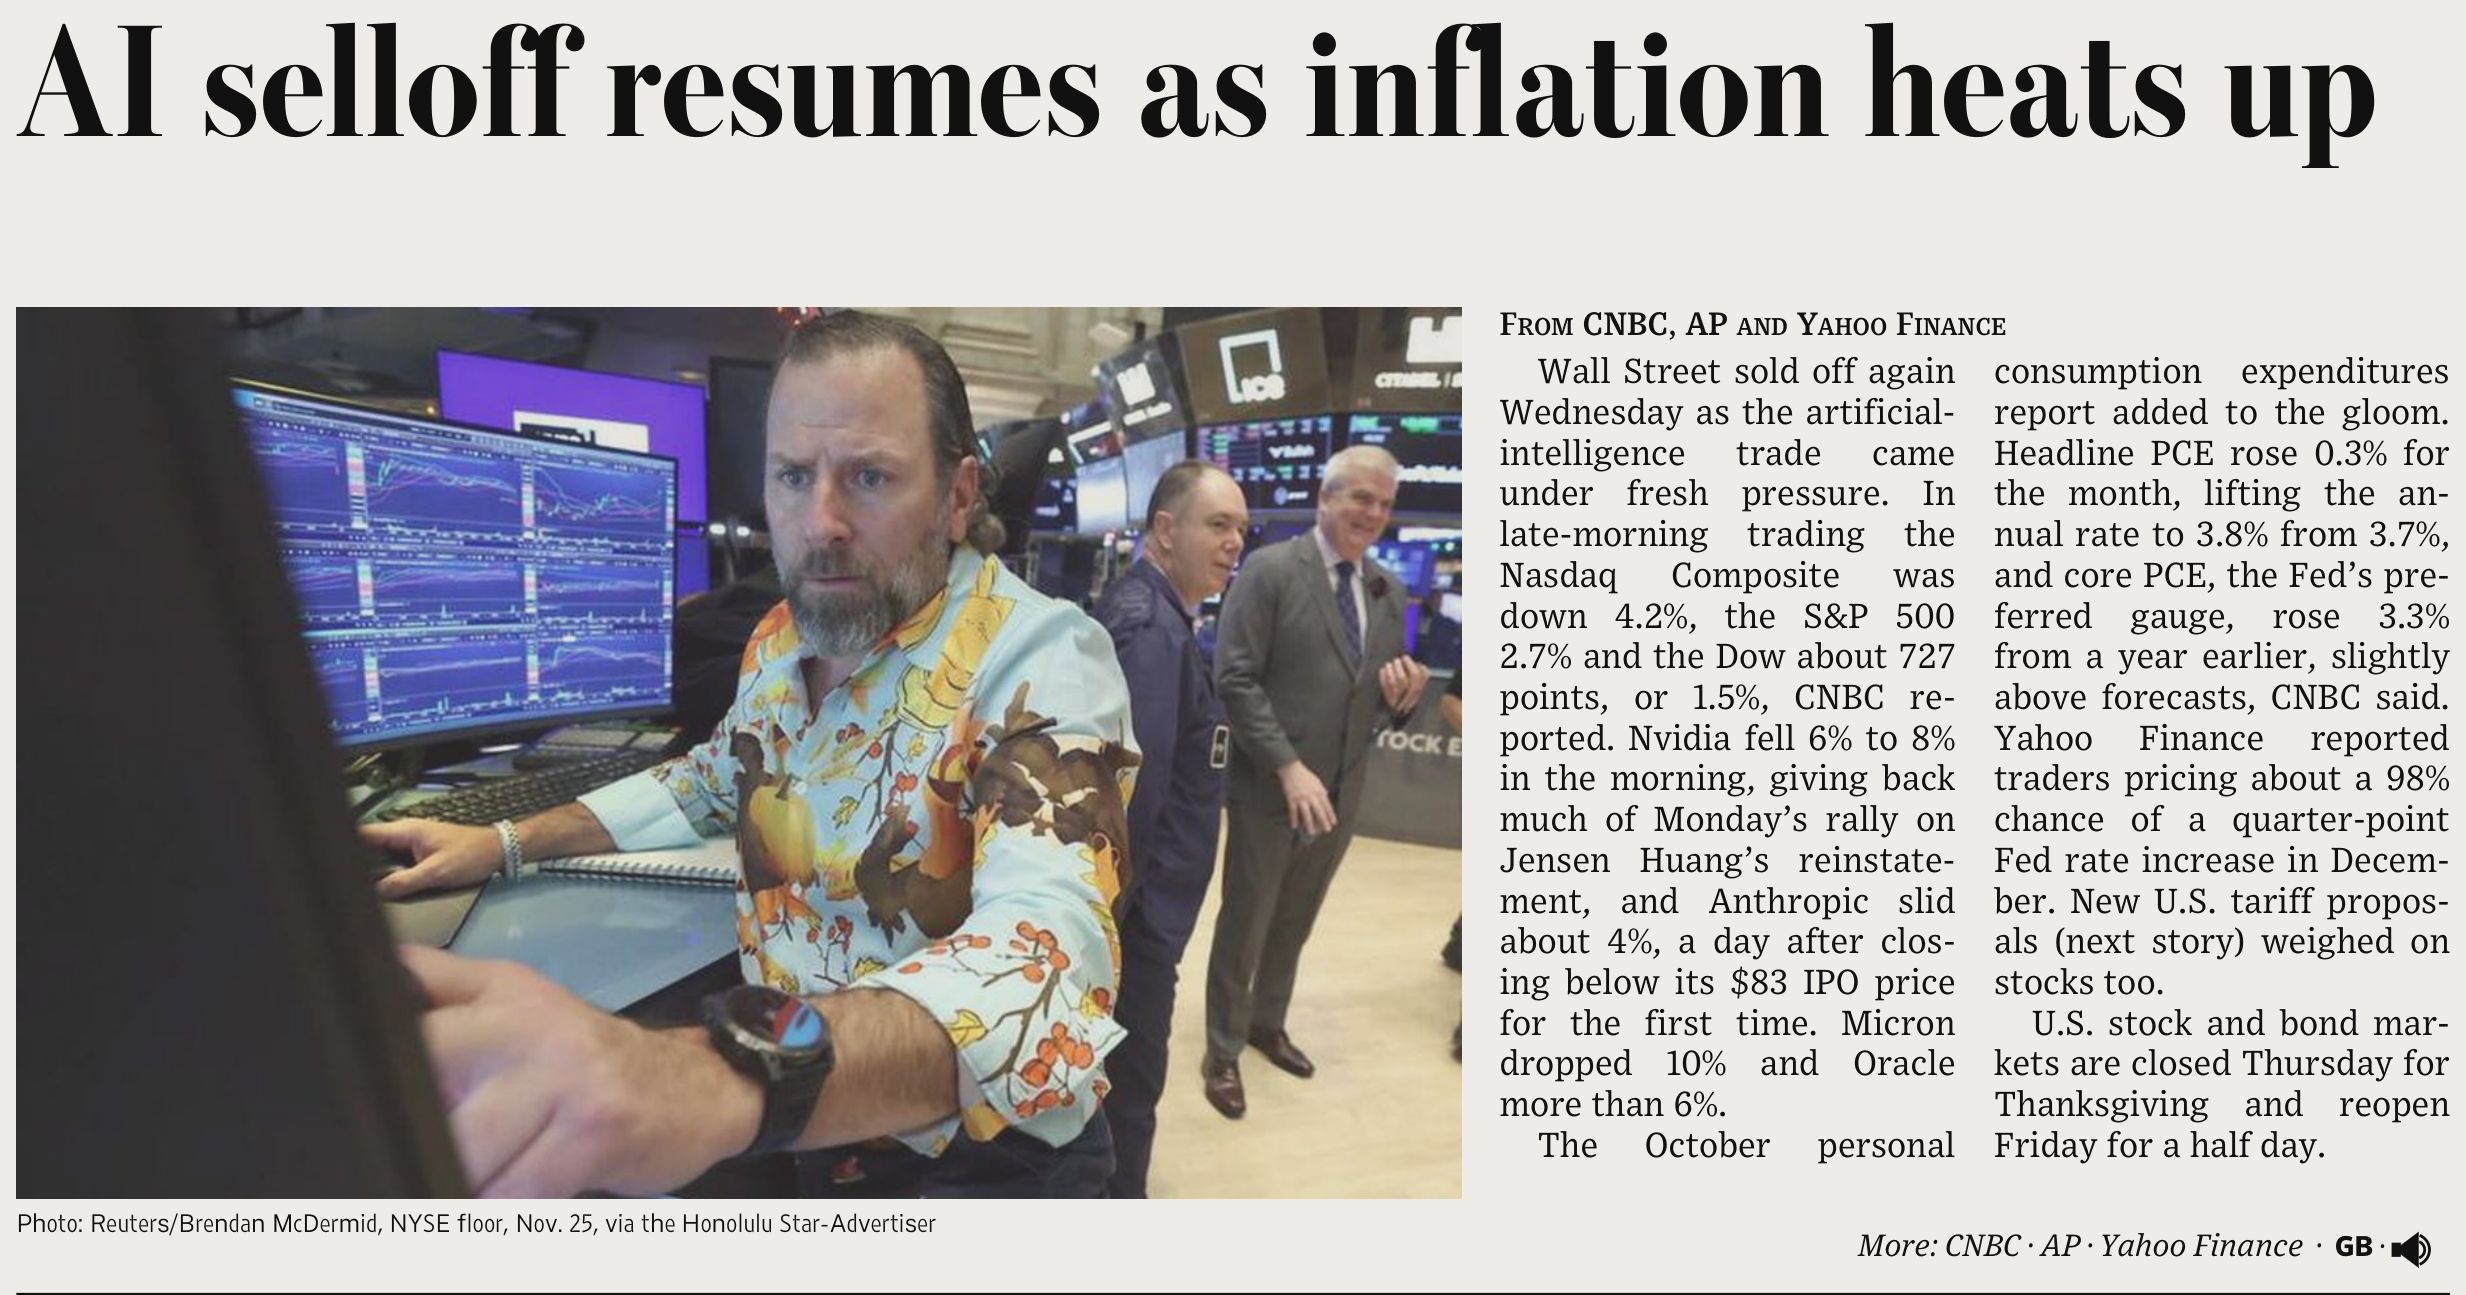 AI selloff resumes as inflation heats up
FROM CNBC, AP AND YAHOO FINANCE
Wall Street sold off again
Wednesday as the artificial-
intelligence trade came
under fresh pressure. In
late-morning trading the
Nasdaq Composite was
down 4.2%, the S&P 500
2.7% and the Dow about 727
points, or 1.5%, CNBC re-
ported. Nvidia fell 6% to 8%
in the morning, giving back
much of Monday’s rally on
Jensen Huang’s reinstate-
ment, and Anthropic slid
about 4%, a day after clos-
ing below its $83 IPO price
for the first time. Micron
dropped 10% and Oracle
more than 6%.
The October personal
consumption expenditures
report added to the gloom.
Headline PCE rose 0.3% for
the month, lifting the an-
nual rate to 3.8% from 3.7%,
and core PCE, the Fed’s pre-
ferred gauge, rose 3.3%
from a year earlier, slightly
above forecasts, CNBC said.
Yahoo Finance reported
traders pricing about a 98%
chance of a quarter-point
Fed rate increase in Decem-
ber. New U.S. tariff propos-
als (next story) weighed on
stocks too.
U.S. stock and bond mar-
kets are closed Thursday for
Thanksgiving and reopen
Friday for a half day.
ice
CITADEL
TOCK E
Photo: Reuters/Brendan McDermid, NYSE floor, Nov. 25, via the Honolulu Star-Advertiser
More: CNBC · AP · Yahoo Finance · GB ·